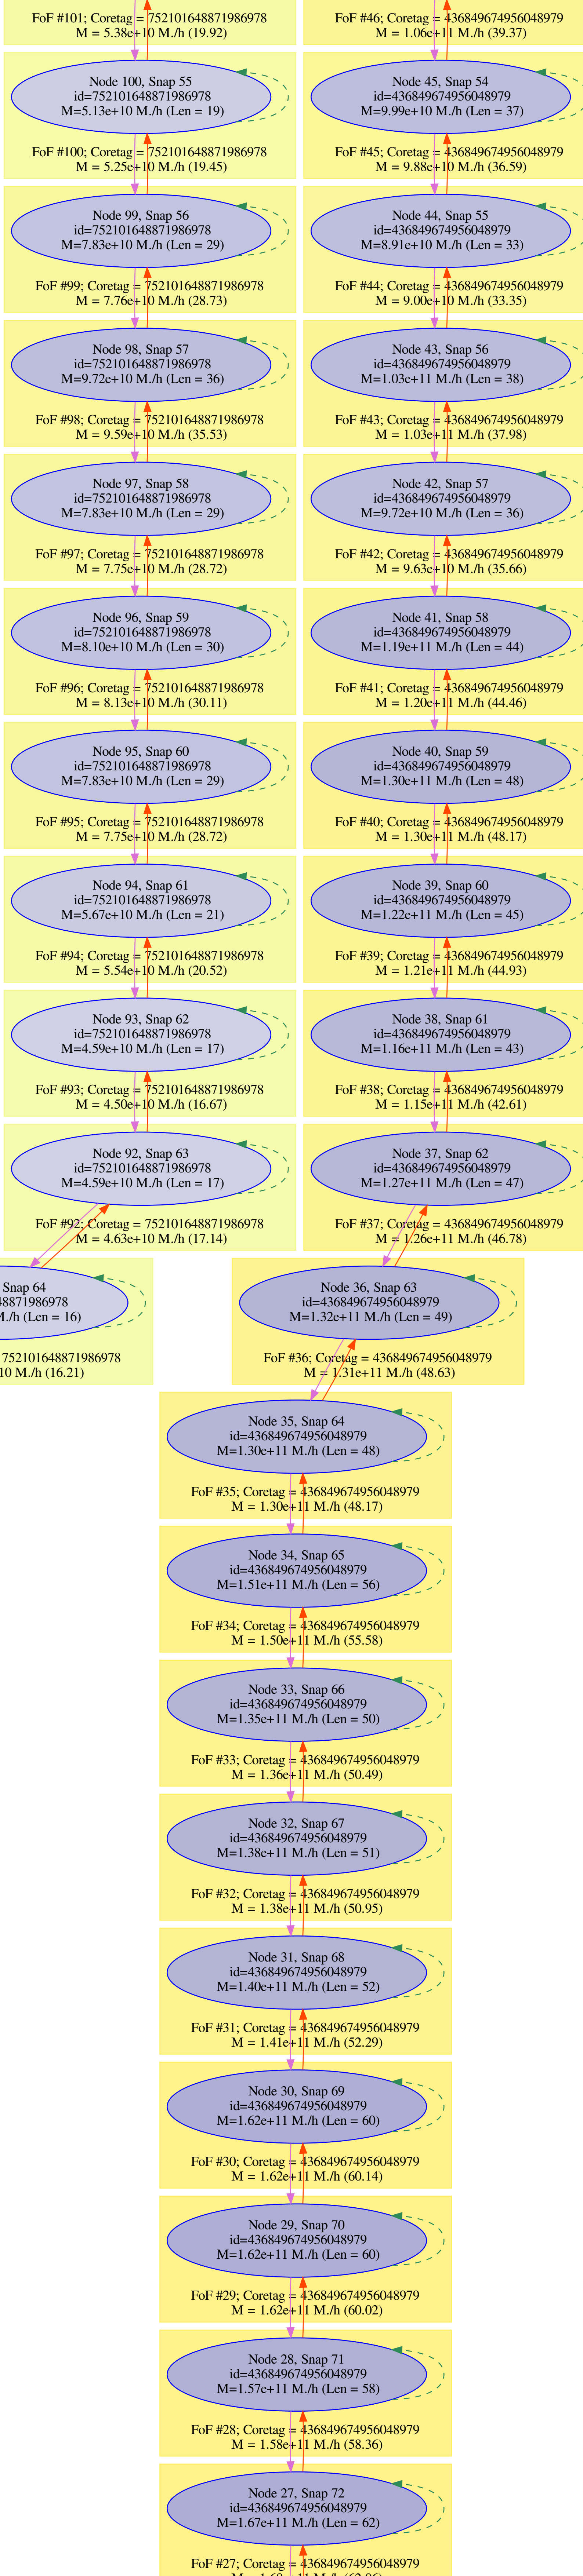 FoF #101; Coretag = 752101648871986978
M = 5.38e+10 M./h (19.92)
Node 100, Snap 55
id=752101648871986978
M=5.13e+10 M./h (Len = 19)
FoF #100; Coretag = 752101648871986978
M = 5.25e+10 M./h (19.45)
Node 99, Snap 56
id=752101648871986978
M=7.83e+10 M./h (Len = 29)
FoF #99; Coretag = 752101648871986978
M = 7.76e+10 M./h (28.73)
Node 98, Snap 57
id=752101648871986978
M=9.72e+10 M./h (Len = 36)
FoF #98; Coretag = 752101648871986978
M = 9.59e+10 M./h (35.53)
Node 97, Snap 58
id=752101648871986978
M=7.83e+10 M./h (Len = 29)
FoF #97; Coretag = 752101648871986978
M = 7.75e+10 M./h (28.72)
Node 96, Snap 59
id=752101648871986978
M=8.10e+10 M./h (Len = 30)
FoF #96; Coretag = 752101648871986978
M = 8.13e+10 M./h (30.11)
Node 95, Snap 60
id=752101648871986978
M=7.83e+10 M./h (Len = 29)
FoF #95; Coretag = 752101648871986978
M = 7.75e+10 M./h (28.72)
Node 94, Snap 61
id=752101648871986978
M=5.67e+10 M./h (Len = 21)
FoF #94; Coretag = 752101648871986978
M = 5.54e+10 M./h (20.52)
Node 93, Snap 62
id=752101648871986978
M=4.59e+10 M./h (Len = 17)
FoF #93; Coretag = 752101648871986978
M = 4.50e+10 M./h (16.67)
Node 92, Snap 63
id=752101648871986978
M=4.59e+10 M./h (Len = 17)
FoF #92; Coretag = 752101648871986978
M = 4.63e+10 M./h (17.14)
Snap 64
48871986978
M./h (Len = 16)
752101648871986978
10 M./h (16.21)
FoF #46; Coretag = 436849674956048979
M = 1.06e+11 M./h (39.37)
Node 45, Snap 54
id=436849674956048979
M=9.99e+10 M./h (Len = 37)
FoF #45; Coretag = 436849674956048979
M = 9.88e+10 M./h (36.59)
Node 44, Snap 55
id=436849674956048979
M=8.91e+10 M./h (Len = 33)
FoF #44; Coretag = 436849674956048979
M = 9.00e+10 M./h (33.35)
Node 43, Snap 56
id=436849674956048979
M=1.03e+11 M./h (Len = 38)
FoF #43; Coretag = 436849674956048979
M = 1.03e+11 M./h (37.98)
Node 42, Snap 57
id=436849674956048979
M=9.72e+10 M./h (Len = 36)
FoF #42; Coretag = 436849674956048979
M = 9.63e+10 M./h (35.66)
Node 41, Snap 58
id=436849674956048979
M=1.19e+11 M./h (Len = 44)
FoF #41; Coretag = 436849674956048979
M = 1.20e+11 M./h (44.46)
Node 40, Snap 59
id=436849674956048979
M=1.30e+11 M./h (Len = 48)
FoF #40; Coretag = 436849674956048979
M = 1.30e+11 M./h (48.17)
Node 39, Snap 60
id=436849674956048979
M=1.22e+11 M./h (Len = 45)
FoF #39; Coretag = 436849674956048979
M = 1.21e+11 M./h (44.93)
Node 38, Snap 61
id=436849674956048979
M=1.16e+11 M./h (Len = 43)
FoF #38; Coretag = 436849674956048979
M = 1.15e+11 M./h (42.61)
Node 37, Snap 62
id=436849674956048979
M=1.27e+11 M./h (Len = 47)
FoF #37; Coretag = 436849674956048979
M = 1.26e+11 M./h (46.78)
Node 36, Snap 63
id=436849674956048979
M=1.32e+11 M./h (Len = 49)
FoF #36; Coretag = 436849674956048979
M = 1.31e+11 M./h (48.63)
Node 35, Snap 64
id=436849674956048979
M=1.30e+11 M./h (Len = 48)
FoF #35; Coretag = 436849674956048979
M = 1.30e+11 M./h (48.17)
Node 34, Snap 65
id=436849674956048979
M=1.51e+11 M./h (Len = 56)
FoF #34; Coretag = 436849674956048979
M = 1.50e+11 M./h (55.58)
Node 33, Snap 66
id=436849674956048979
M=1.35e+11 M./h (Len = 50)
FoF #33; Coretag = 436849674956048979
M = 1.36e+11 M./h (50.49)
Node 32, Snap 67
id=436849674956048979
M=1.38e+11 M./h (Len = 51)
FoF #32; Coretag = 436849674956048979
M = 1.38e+11 M./h (50.95)
Node 31, Snap 68
id=436849674956048979
M=1.40e+11 M./h (Len = 52)
FoF #31; Coretag = 436849674956048979
M = 1.41e+11 M./h (52.29)
Node 30, Snap 69
id=436849674956048979
M=1.62e+11 M./h (Len = 60)
FoF #30; Coretag = 436849674956048979
M = 1.62e+11 M./h (60.14)
Node 29, Snap 70
id=436849674956048979
M=1.62e+11 M./h (Len = 60)
FoF #29; Coretag = 436849674956048979
M = 1.62e+11 M./h (60.02)
Node 28, Snap 71
id=436849674956048979
M=1.57e+11 M./h (Len = 58)
FoF #28; Coretag = 436849674956048979
M = 1.58e+11 M./h (58.36)
Node 27, Snap 72
id=436849674956048979
M=1.67e+11 M./h (Len = 62)
FoF #27; Coretag = 436849674956048979